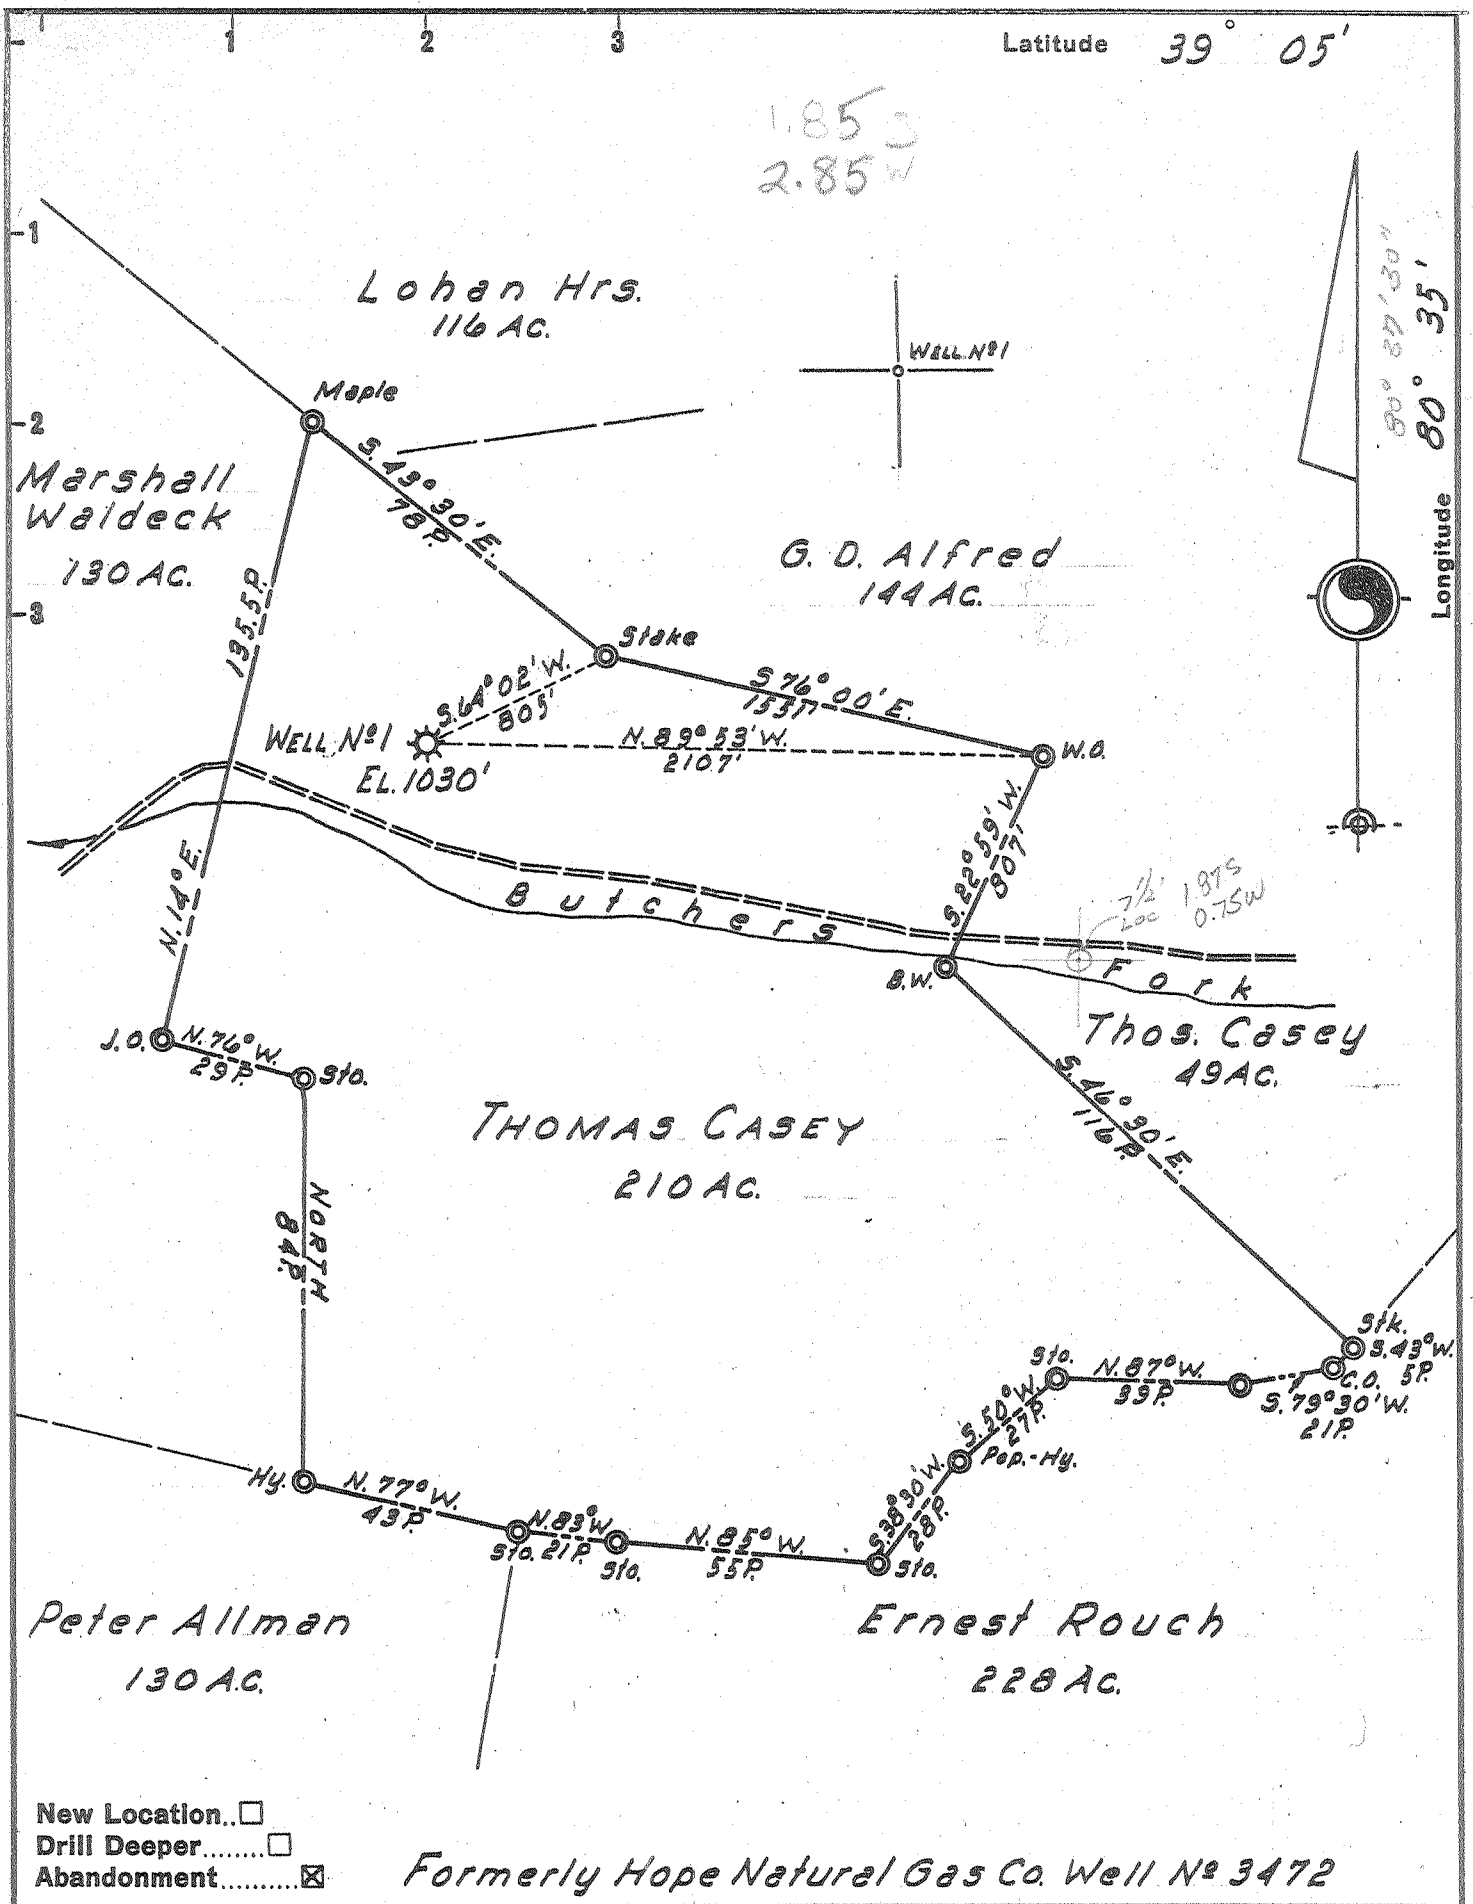 1 2 3
Latitude 39° 05'
1.85 S
2.85 W
1
2
3
80° 27' 30"
80° 35'
Longitude
Lohan Hrs.
116 AC.
WELL Nº 1
Maple
Marshall
Waldeck
130 AC.
S. 49° 30' E.
78 P.
G. D. Alfred
144 AC.
135.5 P.
N. 14° E.
Stake
S. 64° 02' W.
805'
S 76° 00' E.
1557'
WELL Nº 1
EL. 1030'
N. 89° 53' W.
2107'
W.O.
S. 22° 59' W.
807'
Butchers Fork
7 1/2' LOC
1.87 S
0.75 W
B.W.
J.O.
N. 76° W.
29 P.
Sto.
Thos. Casey
49 AC.
S. 46° 30' E.
116 P.
THOMAS CASEY
210 AC.
NORTH
84 P.
Stk.
S. 43° W.
5 P.
C.O.
S. 79° 30' W.
21 P.
Sto.
N. 87° W.
39 P.
S. 50° W.
27 P.
Pop.-Hy.
S. 38° 30' W.
28 P.
Hy.
N. 77° W.
43 P.
Sto.
N. 83° W.
21 P.
Sto.
N. 85° W.
55 P.
Sto.
Peter Allman
130 A.C.
Ernest Rouch
228 AC.
New Location..
Drill Deeper........
Abandonment..........☒
Formerly Hope Natural Gas Co. Well Nº 3472